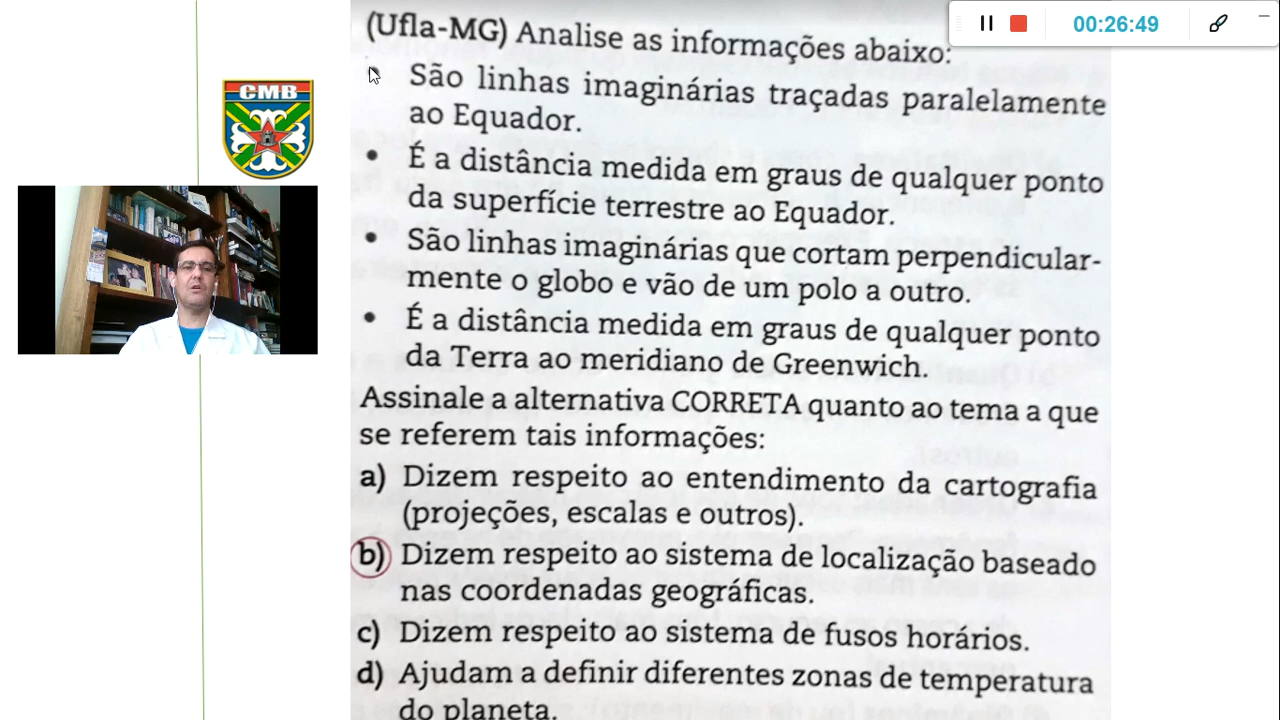 (Ufla-MG) Analise as informações abaixo:
São linhas imaginárias traçadas paralelamente
ao Equador.
• É a distância medida em graus de qualquer ponto
da superfície terrestre ao Equador.
• São linhas imaginárias que cortam perpendicular-
mente o globo e vão de um polo a outro.
• É a distância medida em graus de qualquer ponto
da Terra ao meridiano de Greenwich.
Assinale a alternativa CORRETA quanto ao tema a que
se referem tais informações:
a) Dizem respeito ao entendimento da cartografia
(projeções, escalas e outros).
b) Dizem respeito ao sistema de localização baseado
nas coordenadas geográficas.
c) Dizem respeito ao sistema de fusos horários.
d) Ajudam a definir diferentes zonas de temperatura
do planeta.
00:26:49
CMB